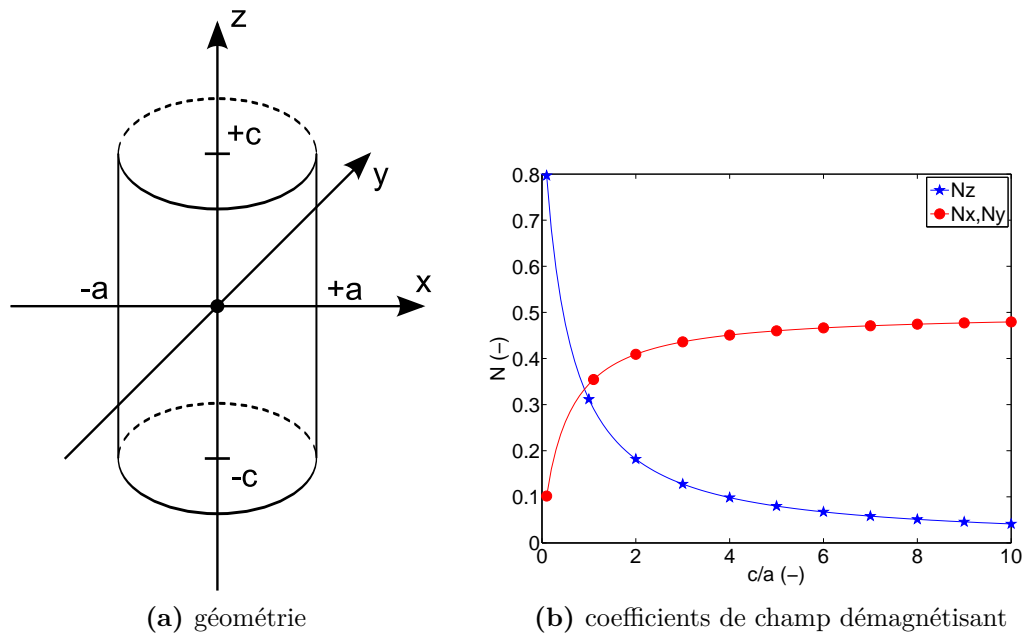 z
+c
y
-a
+a
x
-c
Nz
Nx,Ny
0.8
0.7
0.6
0.5
0.4
0.3
0.2
0.1
0
N (−)
0 2 4 6 8 10
c/a (−)
(a) géométrie
(b) coefficients de champ démagnétisant